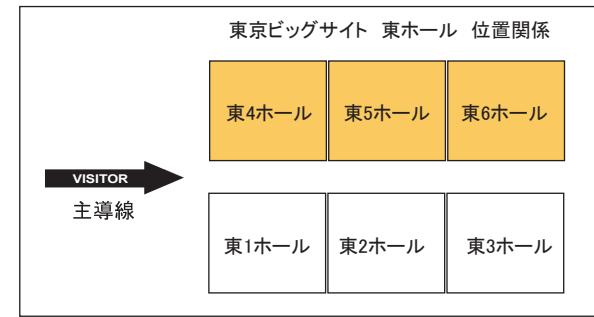 東京ビッグサイト 東ホール 位置関係
東4ホール 東5ホール 東6ホール
VISITOR
主導線
東1ホール 東2ホール 東3ホール